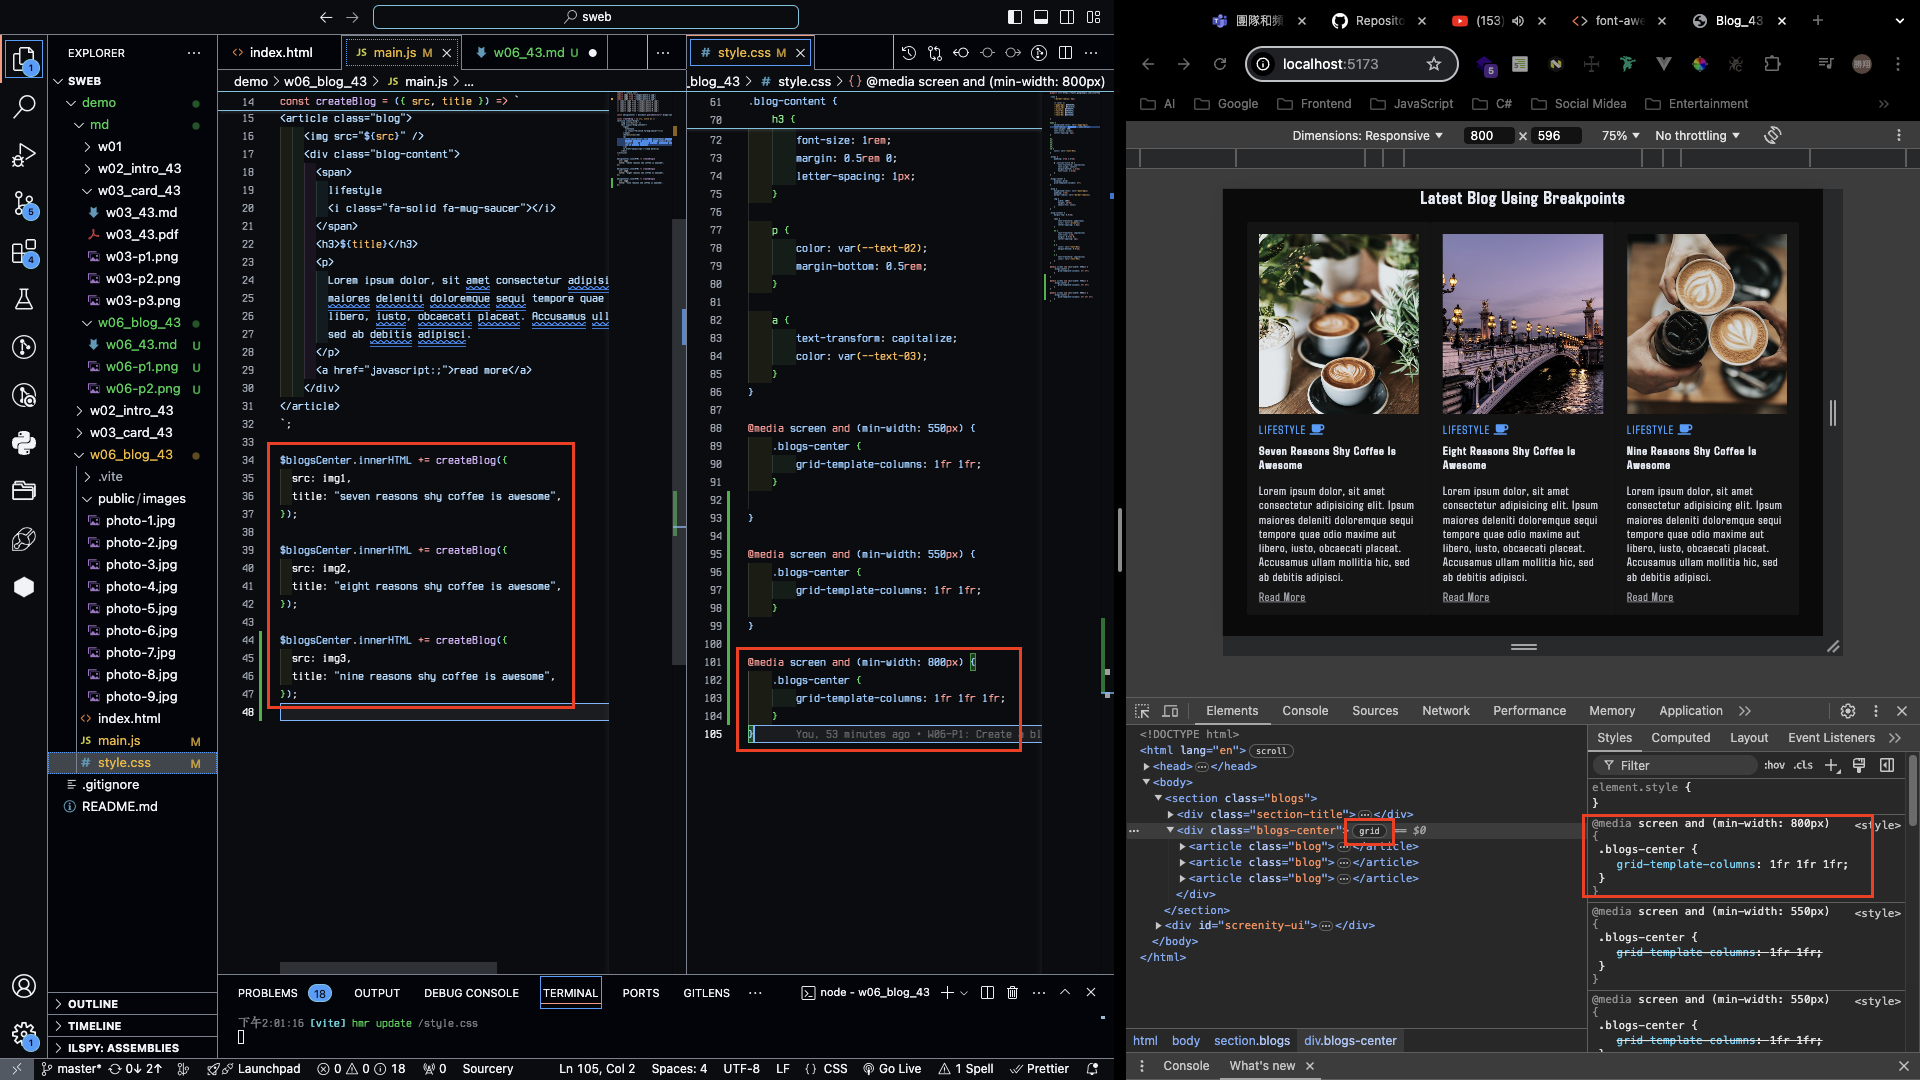 sweb
EXPLORER
SWEB
demo
md
w01
w02_intro_43
w03_card_43
w03_43.md
w03_43.pdf
w03-p1.png
w03-p2.png
w03-p3.png
w06_blog_43
w06_43.md U
w06-p1.png U
w06-p2.png U
w02_intro_43
w03_card_43
w06_blog_43
.vite
public/images
photo-1.jpg
photo-2.jpg
photo-3.jpg
photo-4.jpg
photo-5.jpg
photo-6.jpg
photo-7.jpg
photo-8.jpg
photo-9.jpg
index.html
main.js M
style.css M
.gitignore
README.md
OUTLINE
TIMELINE
ILSPY: ASSEMBLIES
index.html
main.js M
w06_43.md U
demo > w06_blog_43 > JS main.js > ...
14 const createBlog = ({ src, title }) => `
15 <article class="blog">
16 <img src="${src}" />
17 <div class="blog-content">
18 <span>
19 lifestyle
20 <i class="fa-solid fa-mug-saucer"></i>
21 </span>
22 <h3>${title}</h3>
23 <p>
24 Lorem ipsum dolor, sit amet consectetur adipisi
25 maiores deleniti doloremque sequi tempore quae
26 libero, iusto, obcaecati placeat. Accusamus ull
27 sed ab debitis adipisci.
28 </p>
29 <a href="javascript:;">read more</a>
30 </div>
31 </article>
32 `;
33
34 $blogsCenter.innerHTML += createBlog({
35 src: img1,
36 title: "seven reasons shy coffee is awesome",
37 });
38
39 $blogsCenter.innerHTML += createBlog({
40 src: img2,
41 title: "eight reasons shy coffee is awesome",
42 });
43
44 $blogsCenter.innerHTML += createBlog({
45 src: img3,
46 title: "nine reasons shy coffee is awesome",
47 });
48
# style.css M
_blog_43 > # style.css > {} @media screen and (min-width: 800px)
61 .blog-content {
70 h3 {
72 font-size: 1rem;
73 margin: 0.5rem 0;
74 letter-spacing: 1px;
75 }
76
77 p {
78 color: var(--text-02);
79 margin-bottom: 0.5rem;
80 }
81
82 a {
83 text-transform: capitalize;
84 color: var(--text-03);
85 }
86 }
87
88 @media screen and (min-width: 550px) {
89 .blogs-center {
90 grid-template-columns: 1fr 1fr;
91 }
92
93 }
94
95 @media screen and (min-width: 550px) {
96 .blogs-center {
97 grid-template-columns: 1fr 1fr;
98 }
99 }
100
101 @media screen and (min-width: 800px) {
102 .blogs-center {
103 grid-template-columns: 1fr 1fr 1fr;
104 }
105 } You, 53 minutes ago • W06-P1: Create a bl
PROBLEMS 18 OUTPUT DEBUG CONSOLE TERMINAL PORTS GITLENS ... node - w06_blog_43
下午2:01:16 [vite] hmr update /style.css
master* 0↓ 2↑ Launchpad 0 0 18 0 Sourcery Ln 105, Col 2 Spaces: 4 UTF-8 LF {} CSS Go Live 1 Spell Prettier
團隊和頻 Reposito (153) font-awe Blog_43
localhost:5173
AI Google Frontend JavaScript C# Social Midea Entertainment
Dimensions: Responsive 800 × 596 75% No throttling
Latest Blog Using Breakpoints
LIFESTYLE
Seven Reasons Shy Coffee Is
Awesome
Lorem ipsum dolor, sit amet
consectetur adipisicing elit. Ipsum
maiores deleniti doloremque sequi
tempore quae odio maxime aut
libero, iusto, obcaecati placeat.
Accusamus ullam mollitia hic, sed
ab debitis adipisci.
Read More
LIFESTYLE
Eight Reasons Shy Coffee Is
Awesome
Lorem ipsum dolor, sit amet
consectetur adipisicing elit. Ipsum
maiores deleniti doloremque sequi
tempore quae odio maxime aut
libero, iusto, obcaecati placeat.
Accusamus ullam mollitia hic, sed
ab debitis adipisci.
Read More
LIFESTYLE
Nine Reasons Shy Coffee Is
Awesome
Lorem ipsum dolor, sit amet
consectetur adipisicing elit. Ipsum
maiores deleniti doloremque sequi
tempore quae odio maxime aut
libero, iusto, obcaecati placeat.
Accusamus ullam mollitia hic, sed
ab debitis adipisci.
Read More
Elements Console Sources Network Performance Memory Application
<!DOCTYPE html>
<html lang="en"> scroll
<head> … </head>
<body>
<section class="blogs">
<div class="section-title"> … </div>
<div class="blogs-center"> grid == $0
<article class="blog"> … </article>
<article class="blog"> … </article>
<article class="blog"> … </article>
</div>
</section>
<div id="screenity-ui"> … </div>
</body>
</html>
html body section.blogs div.blogs-center
Styles Computed Layout Event Listeners
Filter :hov .cls
element.style {
}
@media screen and (min-width: 800px) <style>
{
.blogs-center {
grid-template-columns: 1fr 1fr 1fr;
}
}
@media screen and (min-width: 550px) <style>
{
.blogs-center {
grid-template-columns: 1fr 1fr;
}
}
@media screen and (min-width: 550px) <style>
{
.blogs-center {
grid-template-columns: 1fr 1fr;
Console What's new